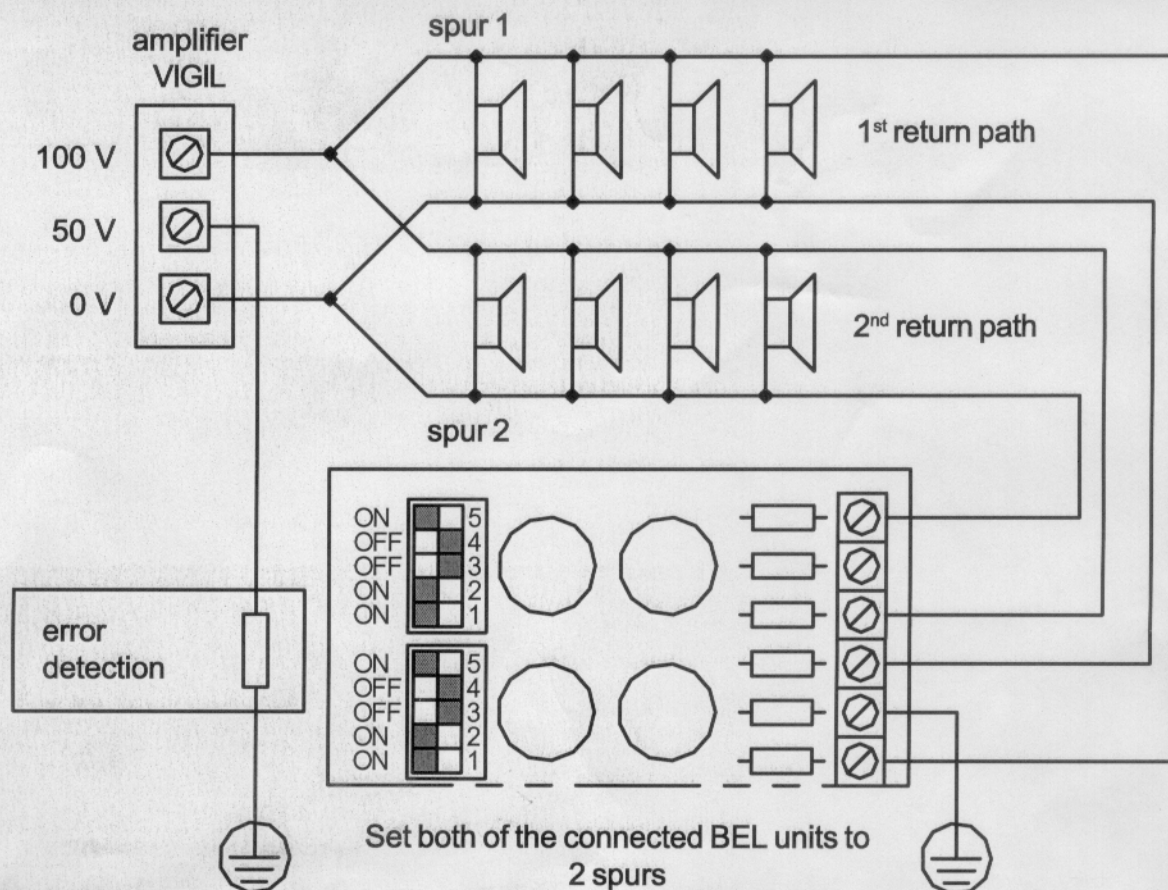 spur 1
amplifier
VIGIL
100 V
50 V
0 V
1st return path
2nd return path
spur 2
ON 5
OFF 4
OFF 3
ON 2
ON 1
error
detection
ON 5
OFF 4
OFF 3
ON 2
ON 1
Set both of the connected BEL units to
2 spurs